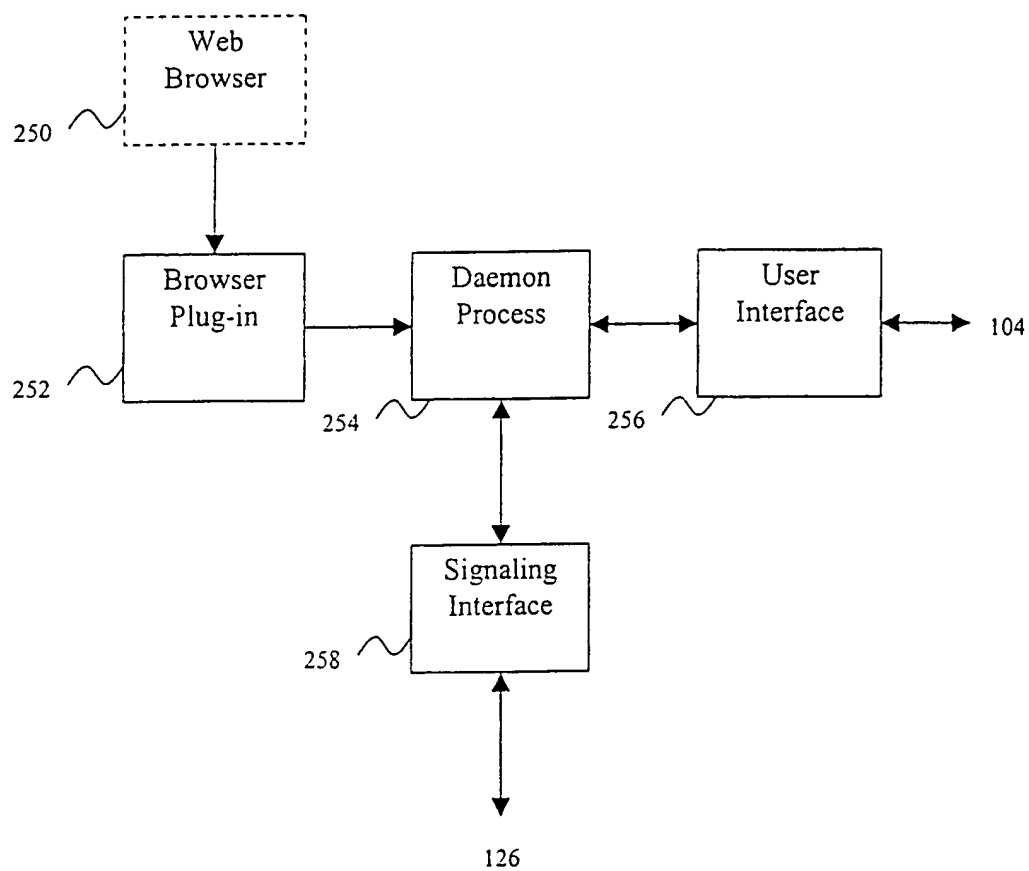 Web
Browser
250
Browser
Plug-in
252
Daemon
Process
254
User
Interface
256
104
Signaling
Interface
258
126